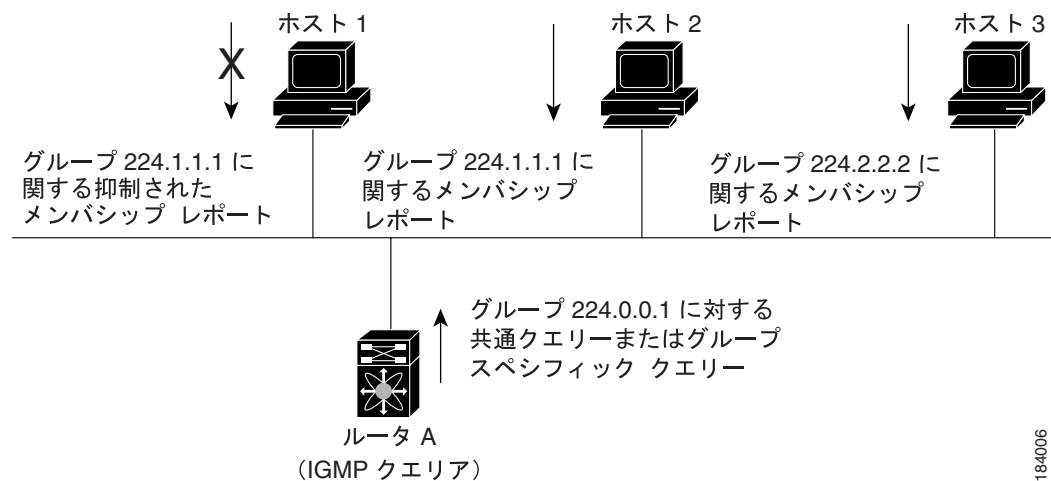 ホスト 1
ホスト 2
ホスト 3
X
グループ 224.1.1.1 に
関する抑制された
メンバシップ レポート
グループ 224.1.1.1 に
関するメンバシップ
レポート
グループ 224.2.2.2 に
関するメンバシップ
レポート
グループ 224.0.0.1 に対する
共通クエリーまたはグループ
スペシフィック クエリー
ルータ A
（IGMP クエリア）
184006